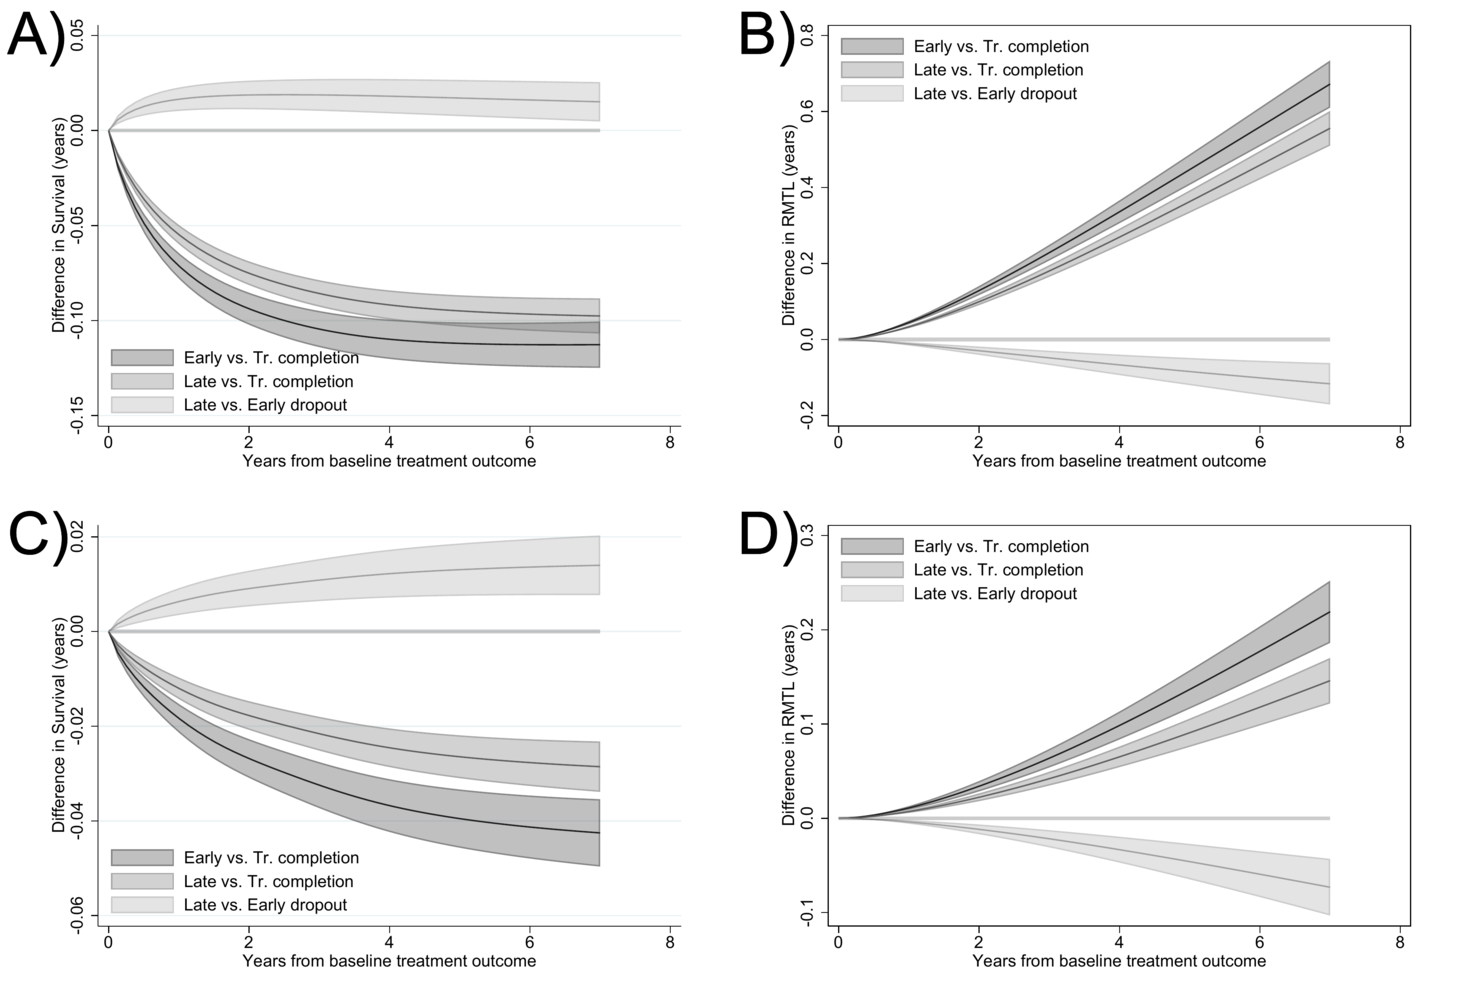 A)
Difference in Survival (years)
0.05
0.00
-0.05
-0.10
-0.15
Early vs. Tr. completion
Late vs. Tr. completion
Late vs. Early dropout
0 2 4 6 8
Years from baseline treatment outcome
B)
Difference in RMTL (years)
0.8
0.6
0.4
0.2
0.0
-0.2
Early vs. Tr. completion
Late vs. Tr. completion
Late vs. Early dropout
0 2 4 6 8
Years from baseline treatment outcome
C)
Difference in Survival (years)
0.02
0.00
-0.02
-0.04
-0.06
Early vs. Tr. completion
Late vs. Tr. completion
Late vs. Early dropout
0 2 4 6 8
Years from baseline treatment outcome
D)
Difference in RMTL (years)
0.3
0.2
0.1
0.0
-0.1
Early vs. Tr. completion
Late vs. Tr. completion
Late vs. Early dropout
0 2 4 6 8
Years from baseline treatment outcome